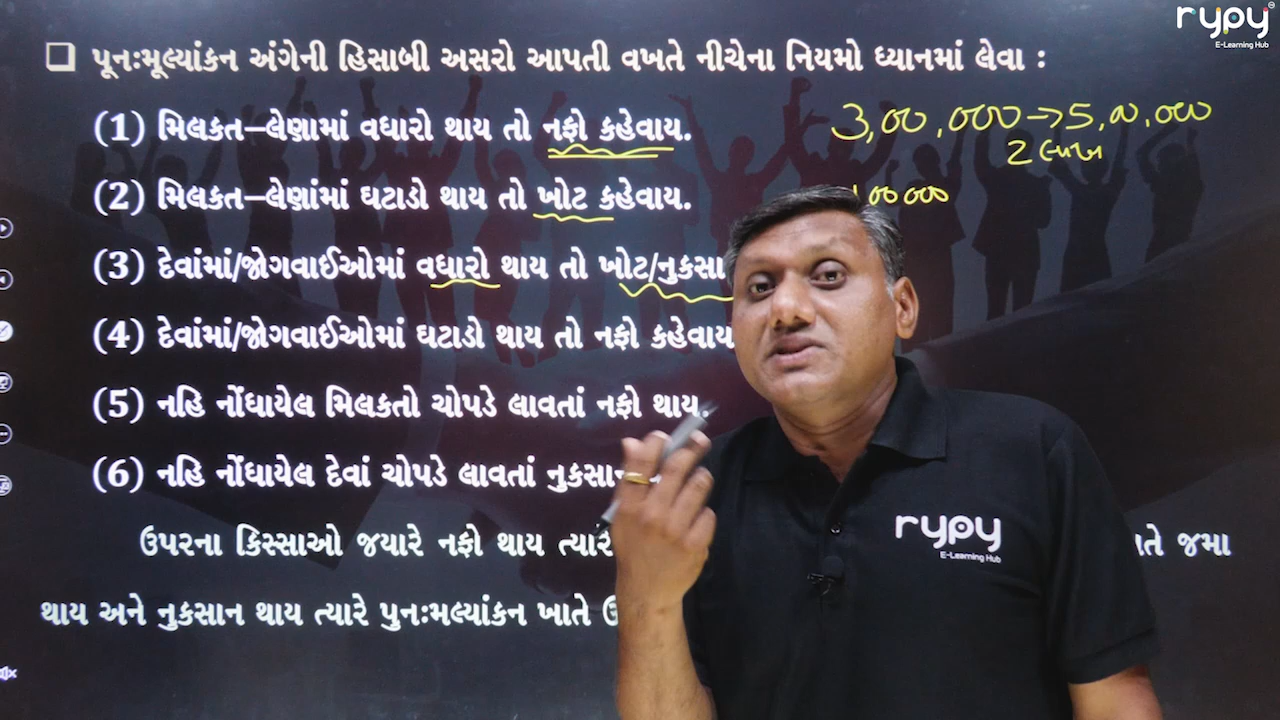 rypy
E-Learning Hub
❑ પૂનઃમૂલ્યાંકન અંગેની હિસાબી અસરો આપતી વખતે નીચેના નિયમો ધ્યાનમાં લેવા :
(1) મિલકત–લેણામાં વધારો થાય તો નફો કહેવાય.
3,00,000→5,00,000
2 લાખ
(2) મિલકત–લેણાંમાં ઘટાડો થાય તો ખોટ કહેવાય.
(3) દેવાંમાં/જોગવાઈઓમાં વધારો થાય તો ખોટ/નુકસા
(4) દેવાંમાં/જોગવાઈઓમાં ઘટાડો થાય તો નફો કહેવાય
(5) નહિ નોંધાયેલ મિલકતો ચોપડે લાવતાં નફો થાય.
(6) નહિ નોંધાયેલ દેવાં ચોપડે લાવતાં નુકસાન
rypy
E-Learning Hub
ઉપરના કિસ્સાઓ જયારે નફો થાય ત્યારે જમા
થાય અને નુકસાન થાય ત્યારે પુનઃમલ્યાંકન ખાતે ઉ